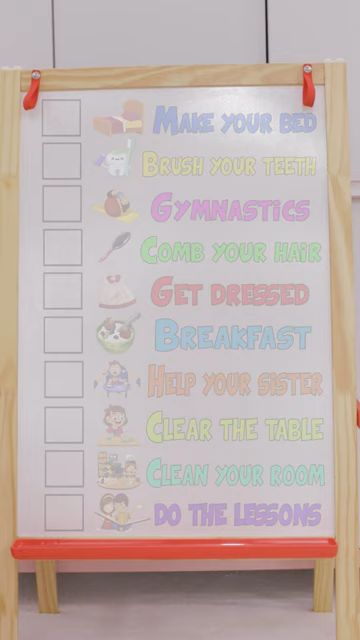 MAKE YOUR BED
BRUSH YOUR TEETH
GYMNASTICS
COMB YOUR HAIR
GET DRESSED
BREAKFAST
HELP YOUR SISTER
CLEAR THE TABLE
CLEAN YOUR ROOM
DO THE LESSONS